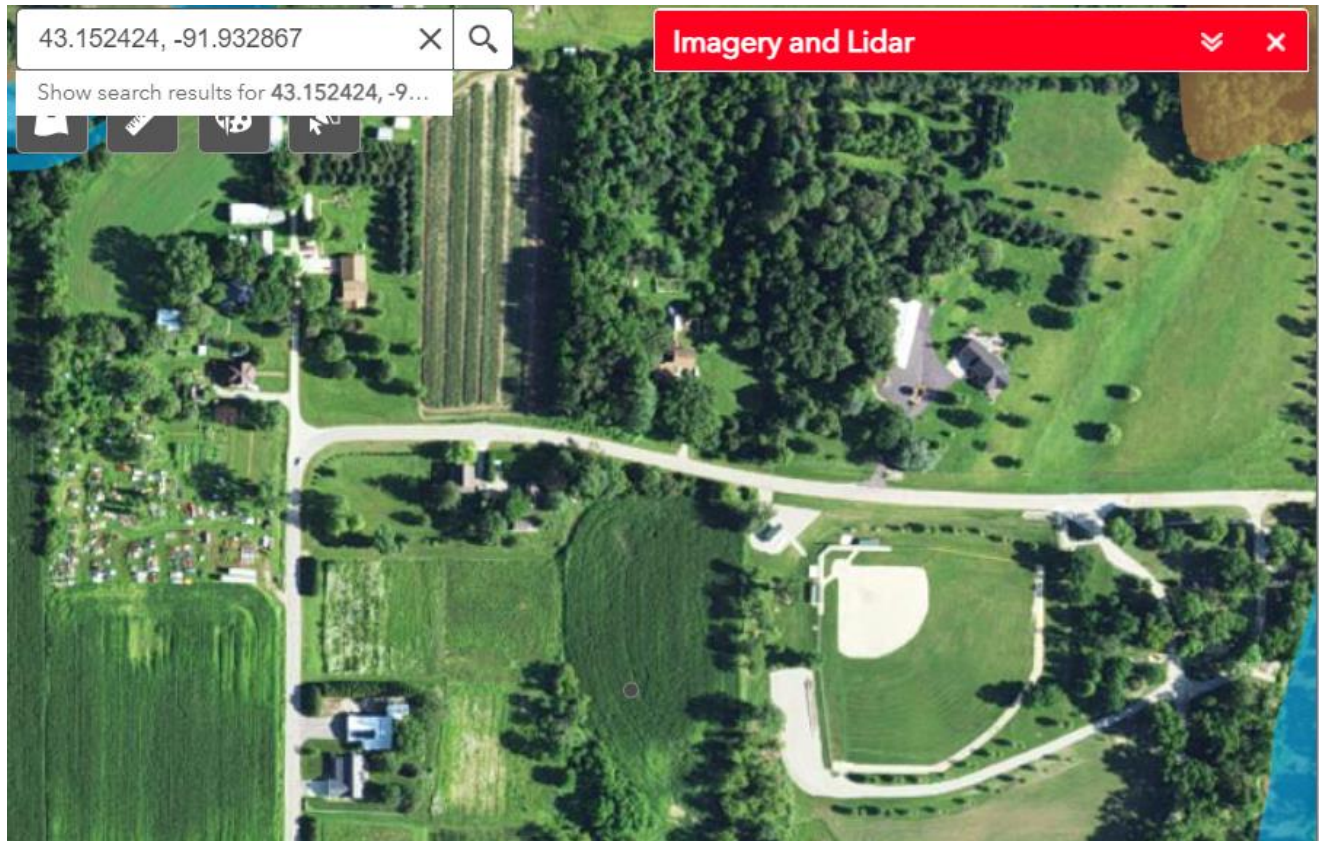 43.152424, -91.932867
Imagery and Lidar
Show search results for 43.152424, -9...